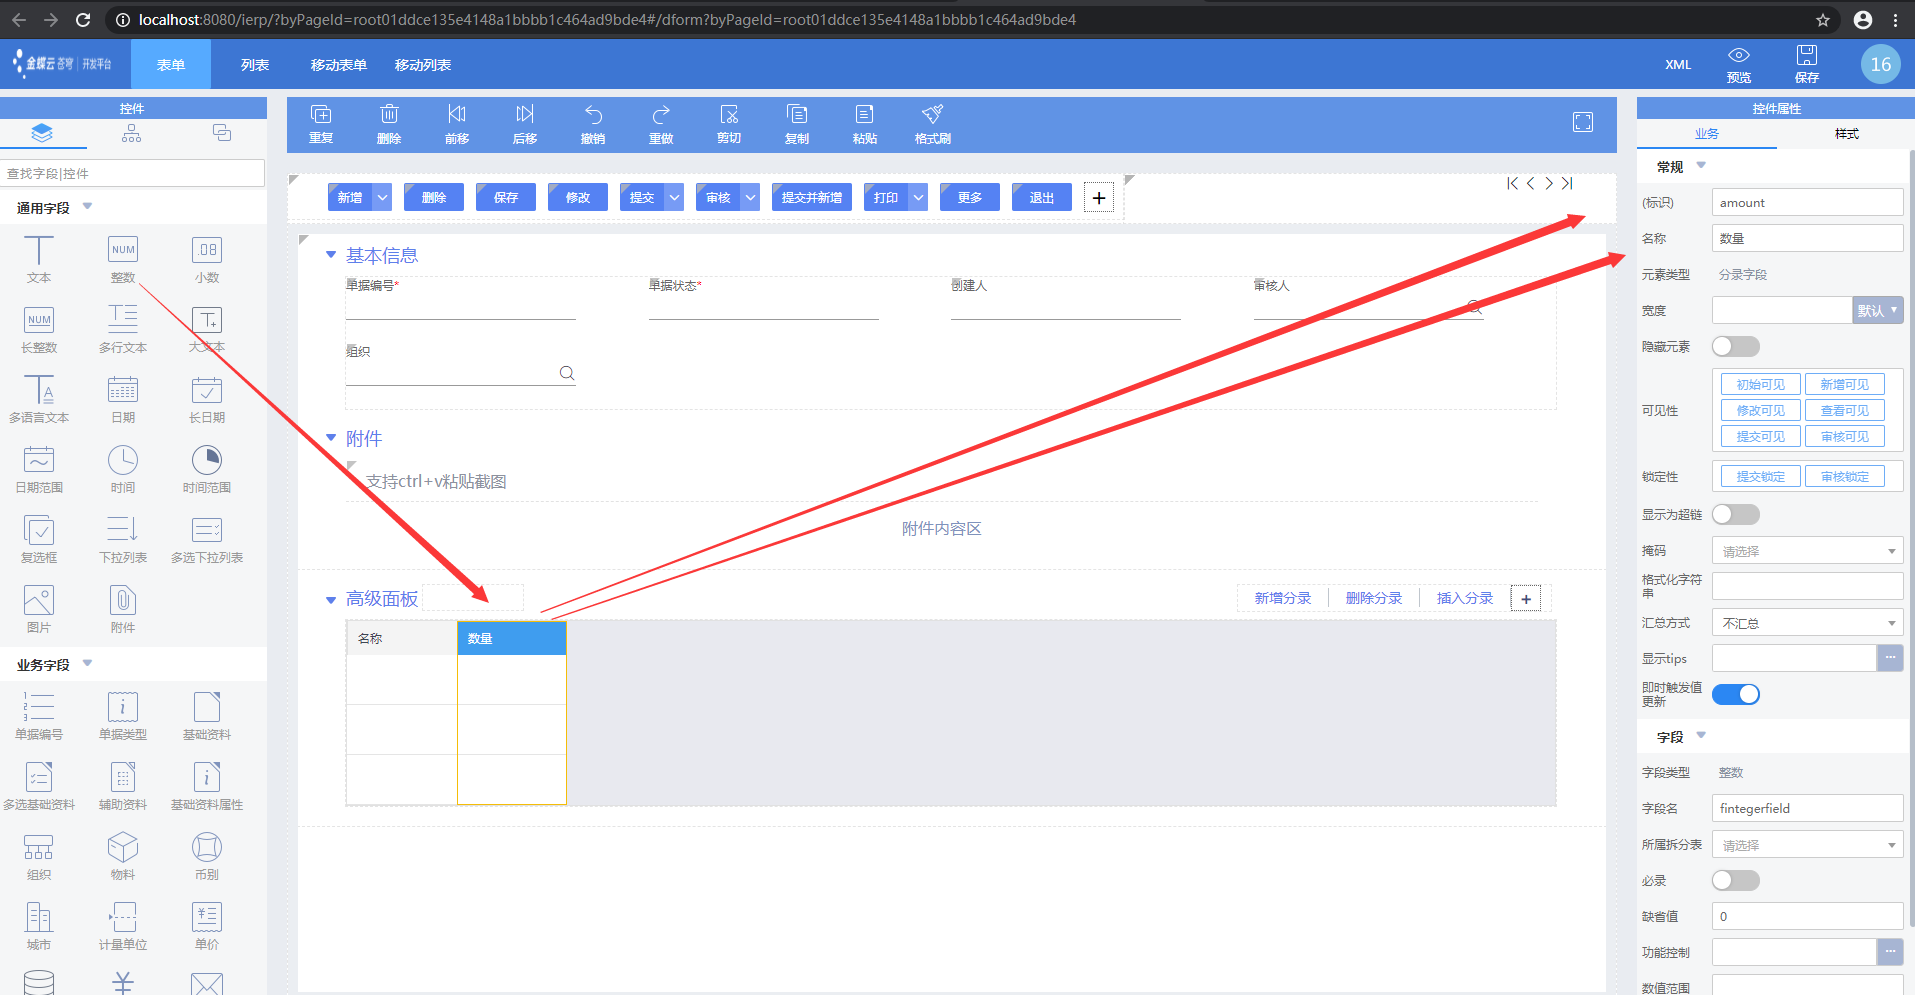 localhost:8080/ierp/?byPageId=root01ddce135e4148a1bbbb1c464ad9bde4#/dform?byPageId=root01ddce135e4148a1bbbb1c464ad9bde4
金蝶云 苍穹 | 开发平台
表单 列表 移动表单 移动列表
XML 预览 保存 16
控件
查找字段|控件
通用字段
文本 整数 小数
长整数 多行文本 大文本
多语言文本 日期 长日期
日期范围 时间 时间范围
复选框 下拉列表 多选下拉列表
图片 附件
业务字段
单据编号 单据类型 基础资料
多选基础资料 辅助资料 基础资料属性
组织 物料 币别
城市 计量单位 单价
重复 删除 前移 后移 撤销 重做 剪切 复制 粘贴 格式刷
新增 删除 保存 修改 提交 审核 提交并新增 打印 更多 退出 +
基本信息
单据编号* 单据状态* 创建人 审核人
组织
附件
支持ctrl+v粘贴截图
附件内容区
高级面板
新增分录 删除分录 插入分录 +
名称 数量
控件属性
业务 样式
常规
(标识) amount
名称 数量
元素类型 分录字段
宽度 默认
隐藏元素
可见性
初始可见 新增可见
修改可见 查看可见
提交可见 审核可见
锁定性 提交锁定 审核锁定
显示为超链
掩码 请选择
格式化字符
串
汇总方式 不汇总
显示tips ...
即时触发值
更新
字段
字段类型 整数
字段名 fintegerfield
所属拆分表 请选择
必录
缺省值 0
功能控制 ...
数值范围